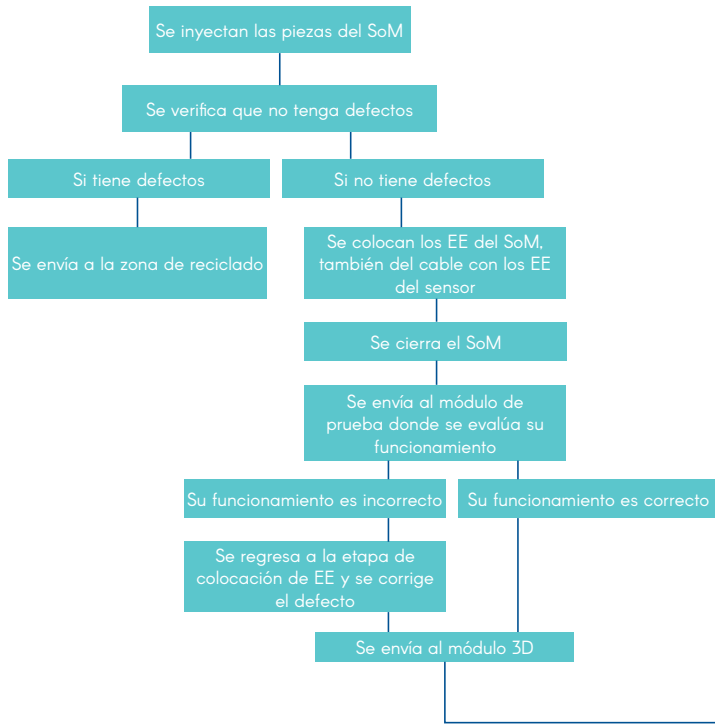 Se inyectan las piezas del SoM
Se verifica que no tenga defectos
Si tiene defectos
Si no tiene defectos
Se envía a la zona de reciclado
Se colocan los EE del SoM,
también del cable con los EE
del sensor
Se cierra el SoM
Se envía al módulo de
prueba donde se evalúa su
funcionamiento
Su funcionamiento es incorrecto
Su funcionamiento es correcto
Se regresa a la etapa de
colocación de EE y se corrige
el defecto
Se envía al módulo 3D